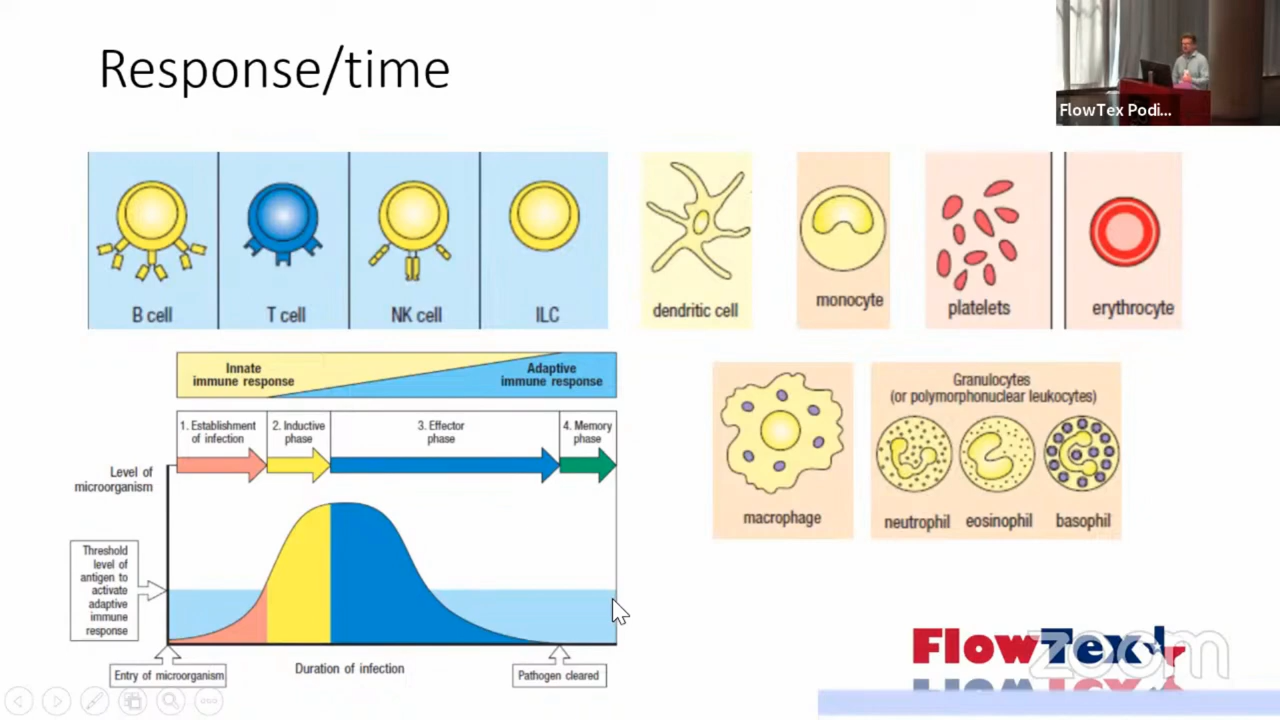 Response/time
FlowTex Podi...
B cell
T cell
NK cell
ILC
dendritic cell
monocyte
platelets
erythrocyte
Innate
immune response
Adaptive
immune response
1. Establishment
of infection
2. Inductive
phase
3. Effector
phase
4. Memory
phase
Level of
microorganism
Threshold
level of
antigen to
activate
adaptive
immune
response
Entry of microorganism
Duration of infection
Pathogen cleared
macrophage
Granulocytes
(or polymorphonuclear leukocytes)
neutrophil
eosinophil
basophil
FlowTex
zoom